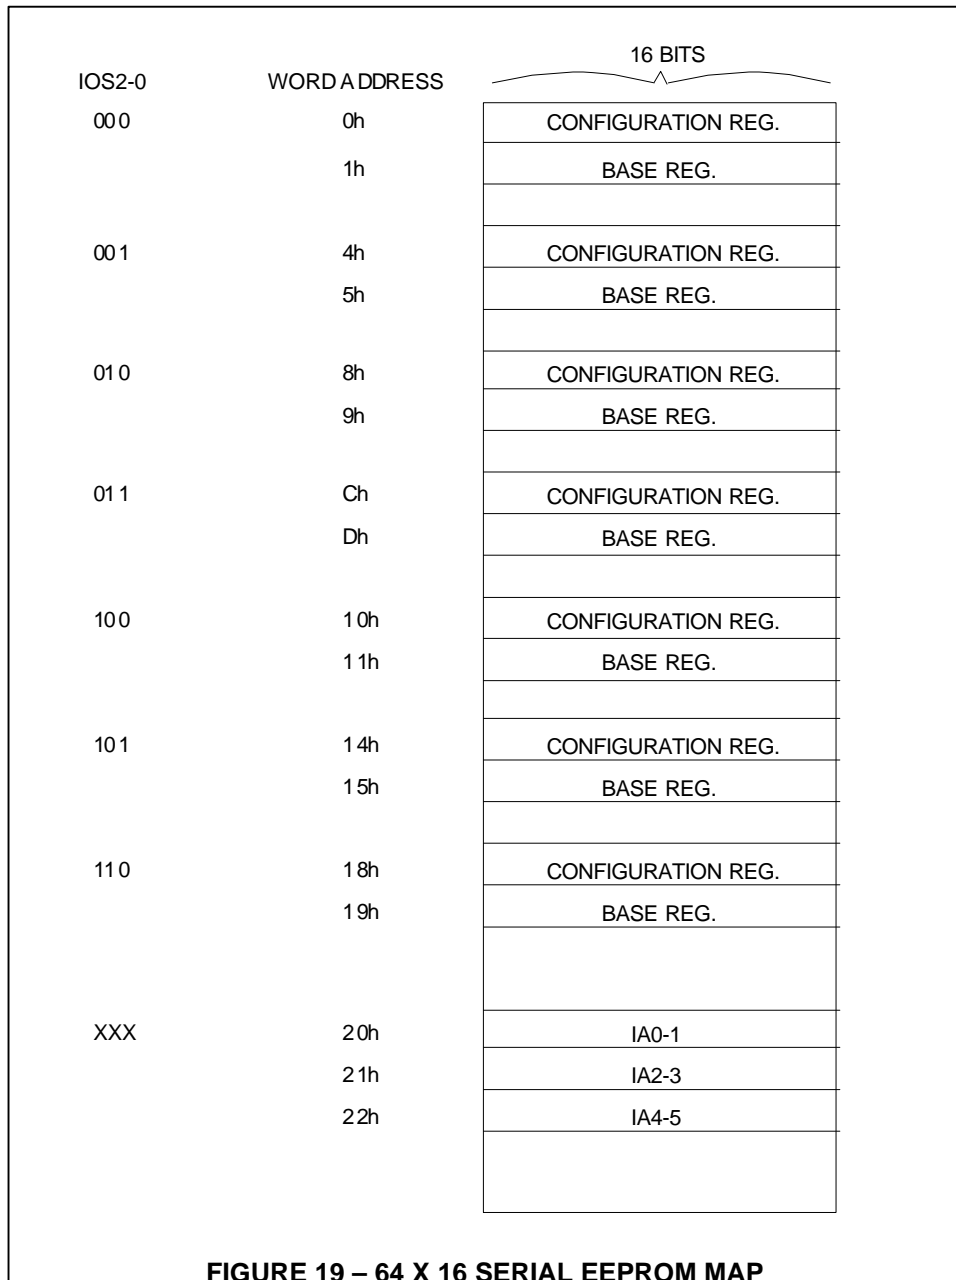 16 BITS
IOS2-0 WORD ADDRESS
000 0h CONFIGURATION REG.
1h BASE REG.
001 4h CONFIGURATION REG.
5h BASE REG.
010 8h CONFIGURATION REG.
9h BASE REG.
011 Ch CONFIGURATION REG.
Dh BASE REG.
100 10h CONFIGURATION REG.
11h BASE REG.
101 14h CONFIGURATION REG.
15h BASE REG.
110 18h CONFIGURATION REG.
19h BASE REG.
XXX 20h IA0-1
21h IA2-3
22h IA4-5
FIGURE 19 – 64 X 16 SERIAL EEPROM MAP